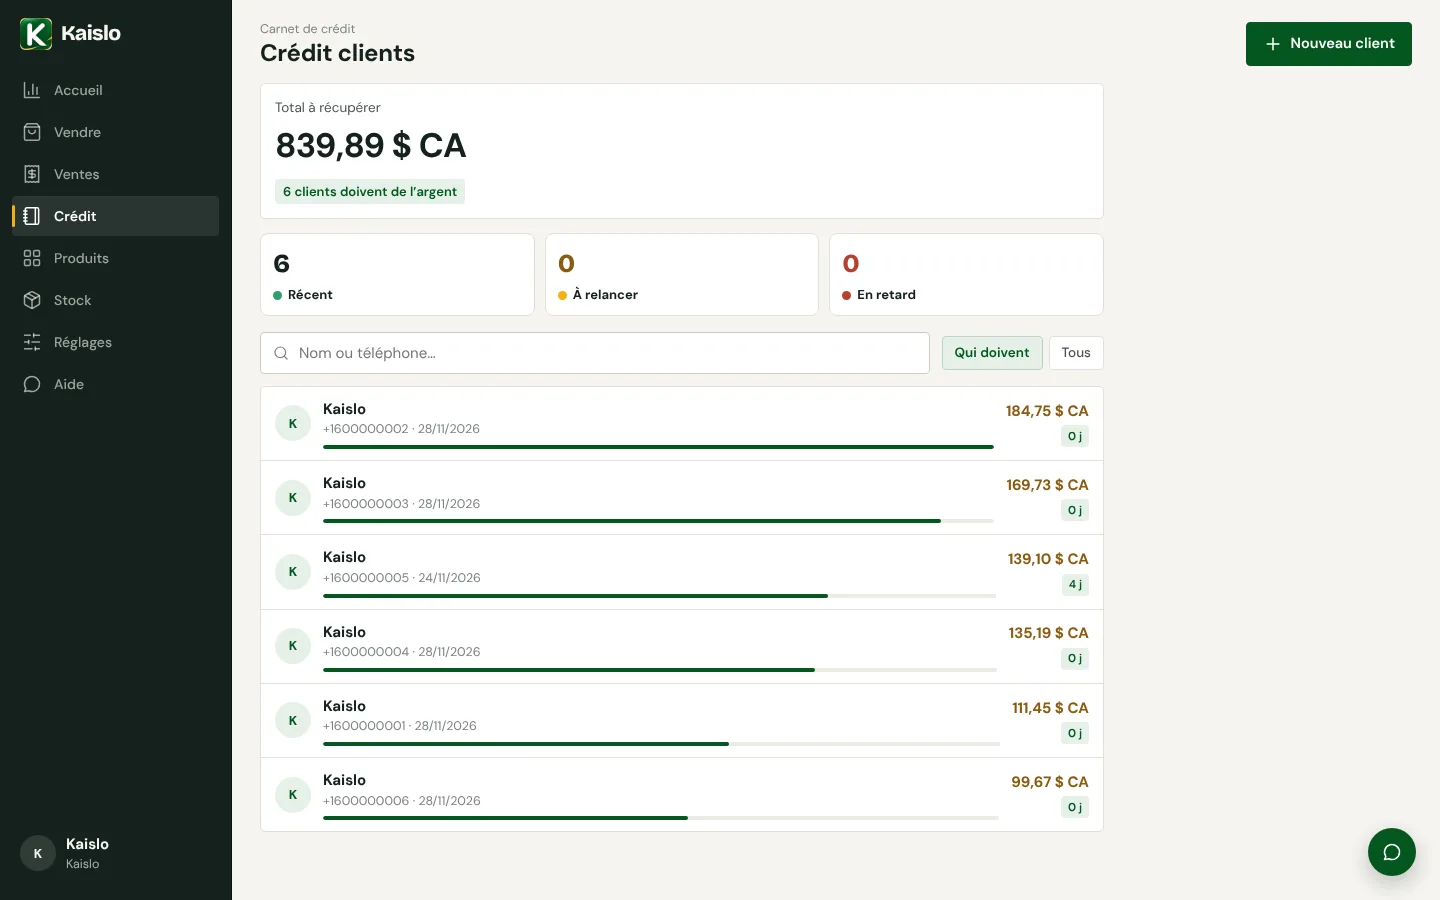 Kaislo
Accueil
Vendre
Ventes
Crédit
Produits
Stock
Réglages
Aide
Kaislo
Kaislo
Carnet de crédit
Crédit clients
Nouveau client
Total à récupérer
839,89 $ CA
6 clients doivent de l’argent
6
Récent
0
À relancer
0
En retard
Nom ou téléphone…
Qui doivent
Tous
K
Kaislo
+1600000002 · 28/11/2026
184,75 $ CA
0 j
K
Kaislo
+1600000003 · 28/11/2026
169,73 $ CA
0 j
K
Kaislo
+1600000005 · 24/11/2026
139,10 $ CA
4 j
K
Kaislo
+1600000004 · 28/11/2026
135,19 $ CA
0 j
K
Kaislo
+1600000001 · 28/11/2026
111,45 $ CA
0 j
K
Kaislo
+1600000006 · 28/11/2026
99,67 $ CA
0 j
K